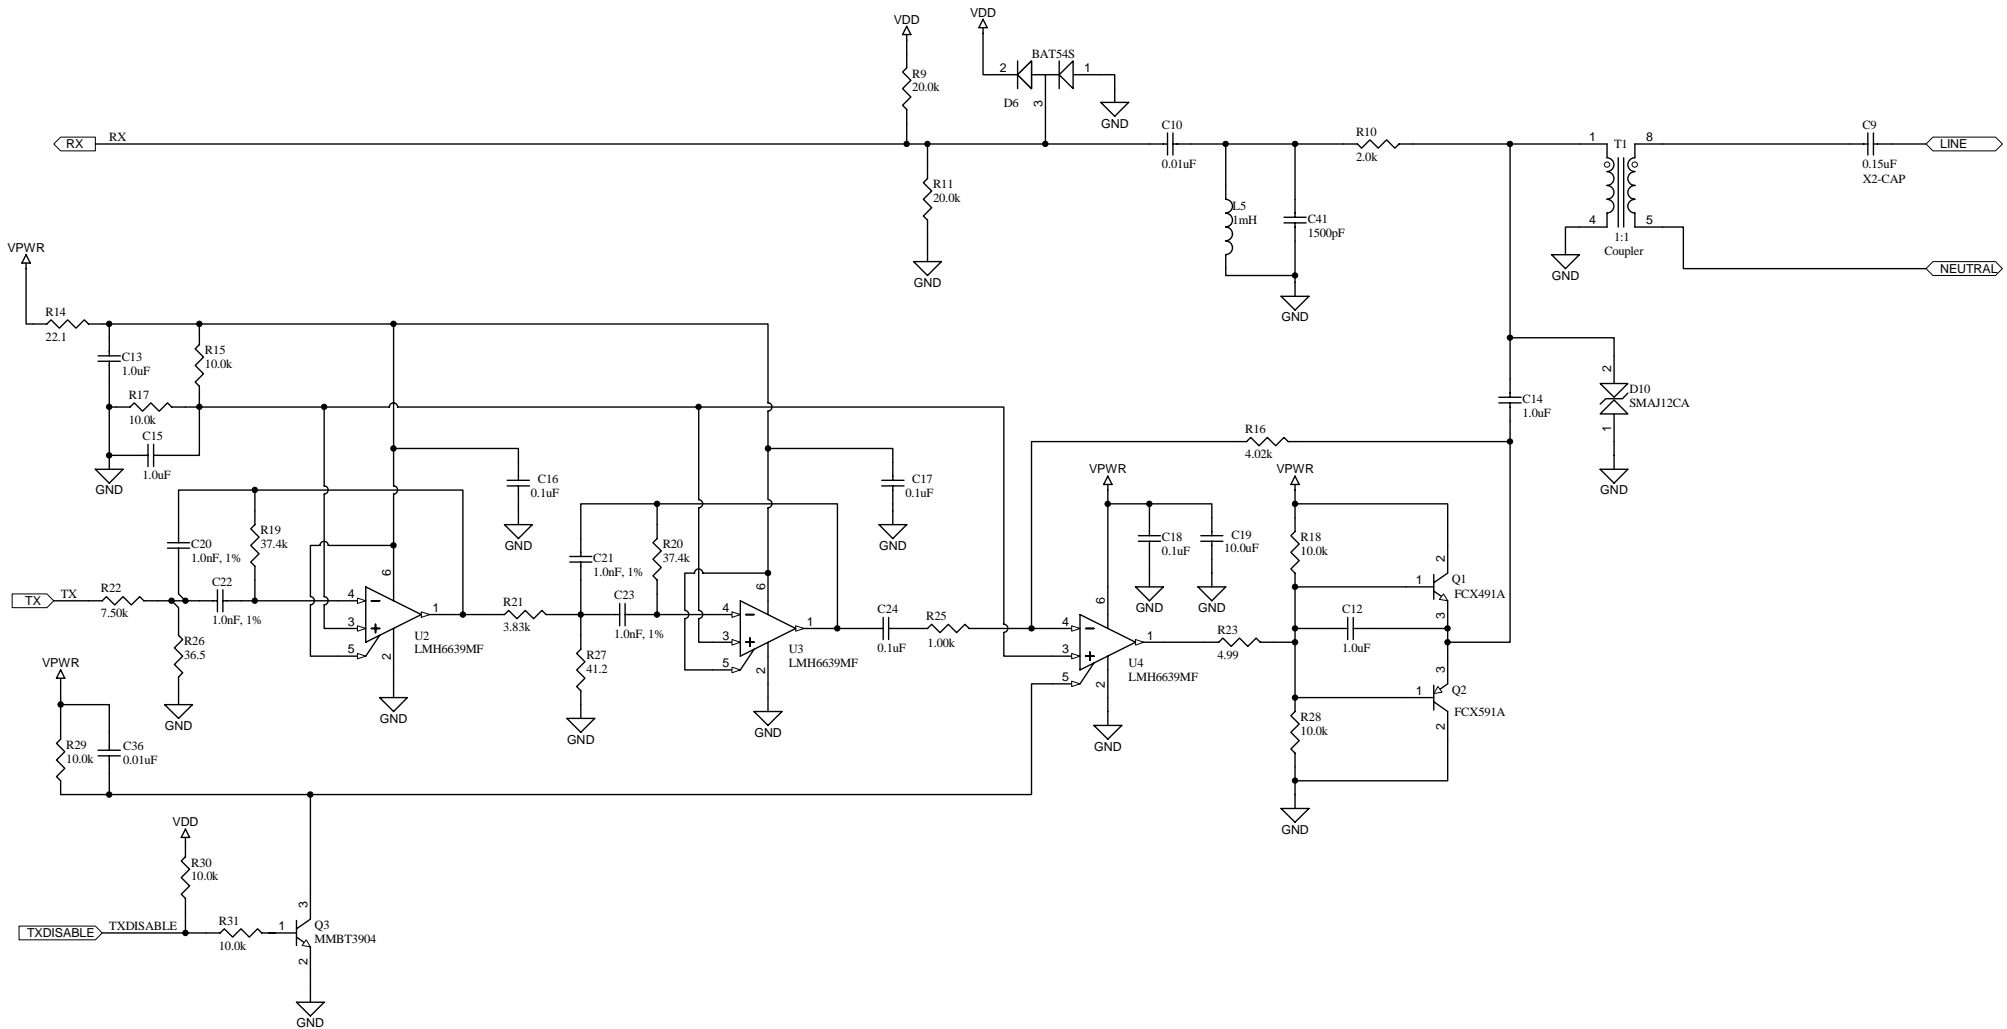 VDD
VDD
BAT54S
2
1
R9
20.0k
D6
3
GND
RX
RX
C10
0.01uF
R10
2.0k
1
T1
8
C9
0.15uF
X2-CAP
LINE
R11
20.0k
L5
1mH
C41
1500pF
4
5
1:1
Coupler
GND
GND
GND
NEUTRAL
VPWR
R14
22.1
C13
1.0uF
R15
10.0k
R17
10.0k
C15
1.0uF
GND
2
D10
SMAJ12CA
1
GND
C14
1.0uF
R16
4.02k
C16
0.1uF
GND
C17
0.1uF
GND
VPWR
VPWR
C20
1.0nF, 1%
R19
37.4k
C21
1.0nF, 1%
R20
37.4k
C18
0.1uF
C19
10.0uF
GND
GND
R18
10.0k
2
1
Q1
FCX491A
3
TX
TX
R22
7.50k
C22
1.0nF, 1%
6
4
3
5
1
2
U2
LMH6639MF
R21
3.83k
C23
1.0nF, 1%
6
4
3
5
1
2
U3
LMH6639MF
C24
0.1uF
R25
1.00k
6
4
3
5
1
2
U4
LMH6639MF
R23
4.99
C12
1.0uF
R26
36.5
GND
GND
R27
41.2
GND
GND
GND
3
1
Q2
FCX591A
2
R28
10.0k
GND
VPWR
R29
10.0k
C36
0.01uF
VDD
R30
10.0k
TXDISABLE
TXDISABLE
R31
10.0k
1
3
Q3
MMBT3904
2
GND